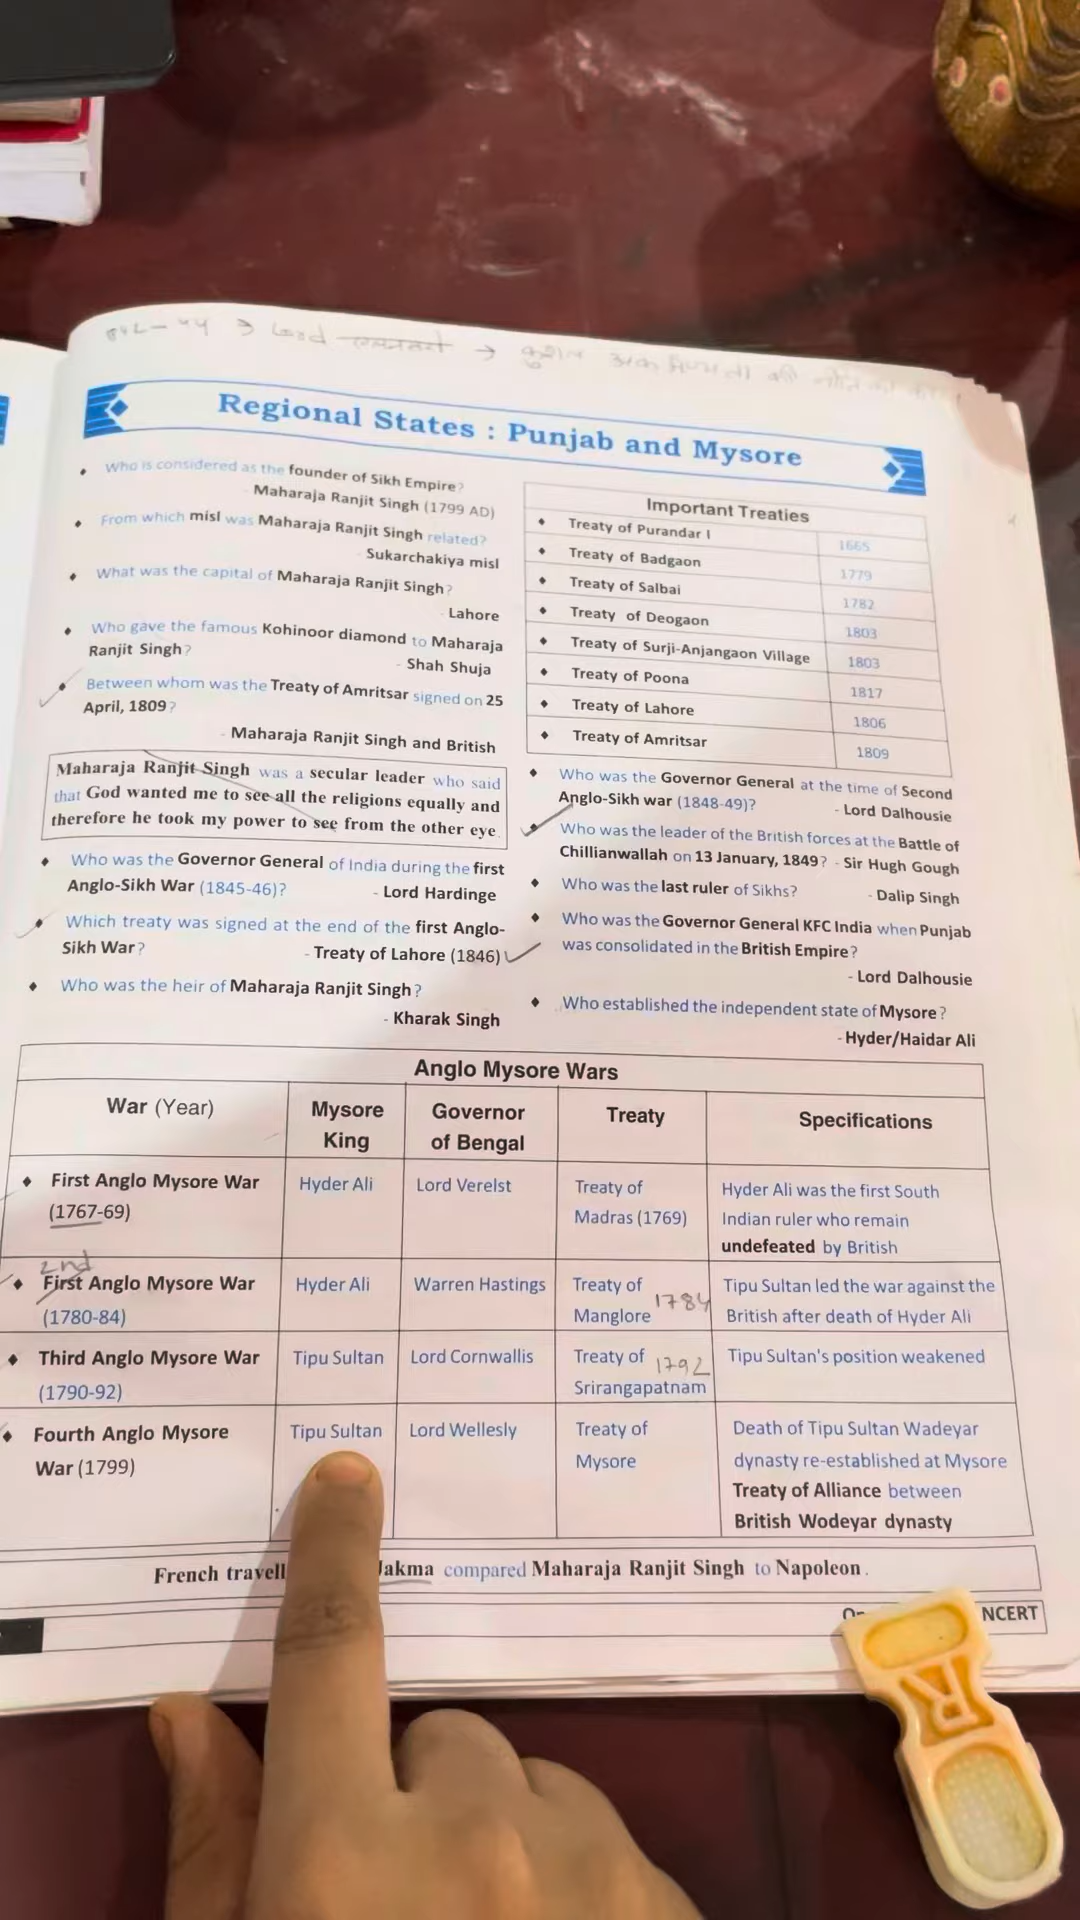 Lord
Regional States : Punjab and Mysore
Who is considered as the founder of Sikh Empire?
- Maharaja Ranjit Singh (1799 AD)
From which misl was Maharaja Ranjit Singh related?
- Sukarchakiya misl
What was the capital of Maharaja Ranjit Singh?
- Lahore
Who gave the famous Kohinoor diamond to Maharaja
Ranjit Singh?
- Shah Shuja
Between whom was the Treaty of Amritsar signed on 25
April, 1809?
- Maharaja Ranjit Singh and British
Maharaja Ranjit Singh was a secular leader who said
that God wanted me to see all the religions equally and
therefore he took my power to see from the other eye.
Who was the Governor General of India during the first
Anglo-Sikh War (1845-46)?
- Lord Hardinge
Which treaty was signed at the end of the first Anglo-
Sikh War?
- Treaty of Lahore (1846)
Who was the heir of Maharaja Ranjit Singh?
- Kharak Singh
Important Treaties
Treaty of Purandar I 1665
Treaty of Badgaon 1779
Treaty of Salbai 1782
Treaty of Deogaon 1803
Treaty of Surji-Anjangaon Village 1803
Treaty of Poona 1817
Treaty of Lahore 1806
Treaty of Amritsar 1809
Who was the Governor General at the time of Second
Anglo-Sikh war (1848-49)?
- Lord Dalhousie
Who was the leader of the British forces at the Battle of
Chillianwallah on 13 January, 1849? - Sir Hugh Gough
Who was the last ruler of Sikhs?
- Dalip Singh
Who was the Governor General KFC India when Punjab
was consolidated in the British Empire?
- Lord Dalhousie
Who established the independent state of Mysore?
- Hyder/Haidar Ali
Anglo Mysore Wars
War (Year) Mysore King Governor of Bengal Treaty Specifications
First Anglo Mysore War Hyder Ali Lord Verelst Treaty of Hyder Ali was the first South
(1767-69) Madras (1769) Indian ruler who remain
undefeated by British
2nd
First Anglo Mysore War Hyder Ali Warren Hastings Treaty of Tipu Sultan led the war against the
(1780-84) Manglore 1784 British after death of Hyder Ali
Third Anglo Mysore War Tipu Sultan Lord Cornwallis Treaty of 1792 Tipu Sultan's position weakened
(1790-92) Srirangapatnam
Fourth Anglo Mysore Tipu Sultan Lord Wellesly Treaty of Death of Tipu Sultan Wadeyar
War (1799) Mysore dynasty re-established at Mysore
Treaty of Alliance between
British Wodeyar dynasty
French travell Jakma compared Maharaja Ranjit Singh to Napoleon.
NCERT
R